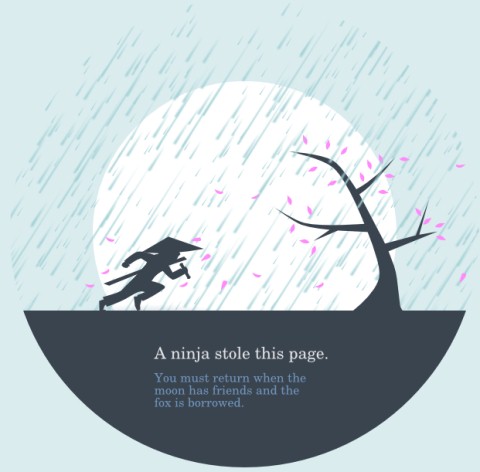 A ninja stole this page.
You must return when the
moon has friends and the
fox is borrowed.